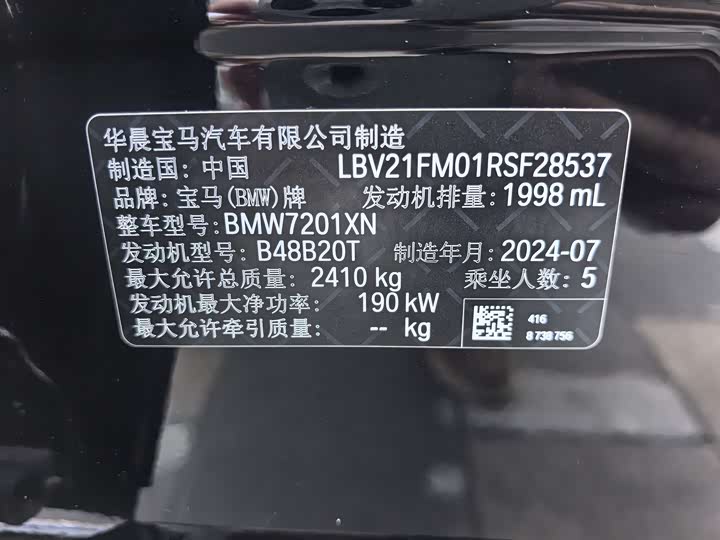 华晨宝马汽车有限公司制造
制造国: 中国 LBV21FM01RSF28537
品牌: 宝马(BMW)牌 发动机排量: 1998 mL
整车型号: BMW7201XN
发动机型号: B48B20T 制造年月: 2024-07
最大允许总质量: 2410 kg 乘坐人数: 5
发动机最大净功率: 190 kW
最大允许牵引质量: -- kg
416
8 738 756